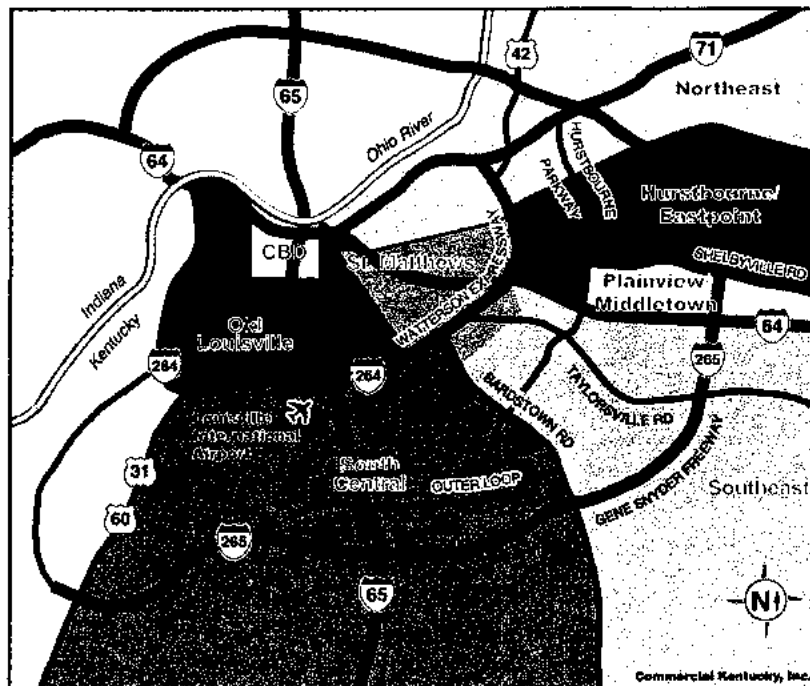 42
71
65
Northeast
Ohio River
HURSTBOURNE
PARKWAY
64
Hurstbourne/
Eastpoint
SHELBYVILLE RD
CBD
St. Matthews
WATTERSON EXPRESSWAY
Plainview
Middletown
64
Indiana
Kentucky
Old
Louisville
264
264
265
BARDSTOWN RD
TAYLORSVILLE RD
Louisville
International
Airport
31
South
Central
OUTER LOOP
GENE SNYDER FREEWAY
Southeast
60
265
65
N
Commercial Kentucky, Inc.